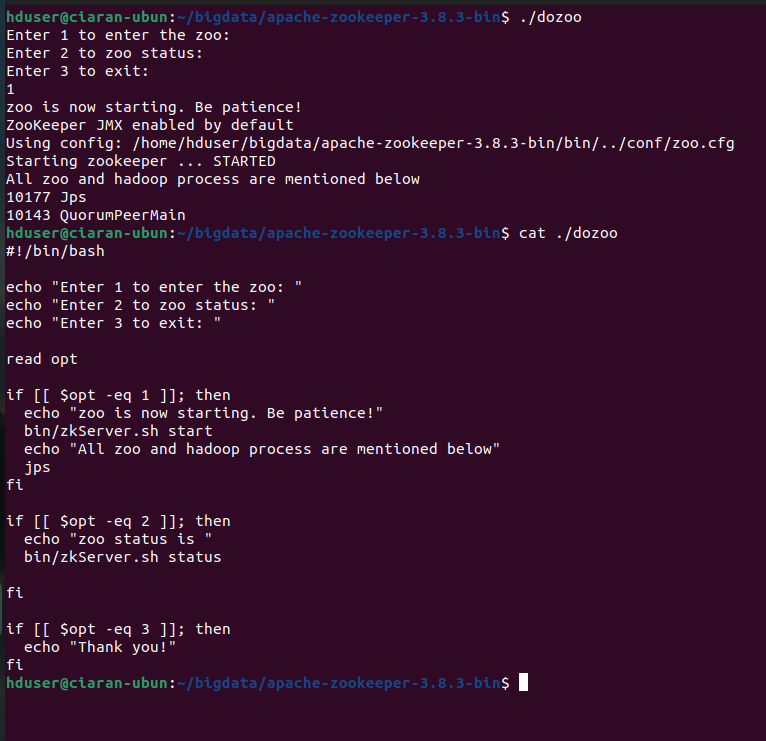 hduser@ciaran-ubun:~/bigdata/apache-zookeeper-3.8.3-bin$ ./dozoo
Enter 1 to enter the zoo:
Enter 2 to zoo status:
Enter 3 to exit:
1
zoo is now starting. Be patience!
ZooKeeper JMX enabled by default
Using config: /home/hduser/bigdata/apache-zookeeper-3.8.3-bin/bin/../conf/zoo.cfg
Starting zookeeper ... STARTED
All zoo and hadoop process are mentioned below
10177 Jps
10143 QuorumPeerMain
hduser@ciaran-ubun:~/bigdata/apache-zookeeper-3.8.3-bin$ cat ./dozoo
#!/bin/bash

echo "Enter 1 to enter the zoo: "
echo "Enter 2 to zoo status: "
echo "Enter 3 to exit: "

read opt

if [[ $opt -eq 1 ]]; then
  echo "zoo is now starting. Be patience!"
  bin/zkServer.sh start
  echo "All zoo and hadoop process are mentioned below"
  jps
fi

if [[ $opt -eq 2 ]]; then
  echo "zoo status is "
  bin/zkServer.sh status

fi

if [[ $opt -eq 3 ]]; then
  echo "Thank you!"
fi
hduser@ciaran-ubun:~/bigdata/apache-zookeeper-3.8.3-bin$